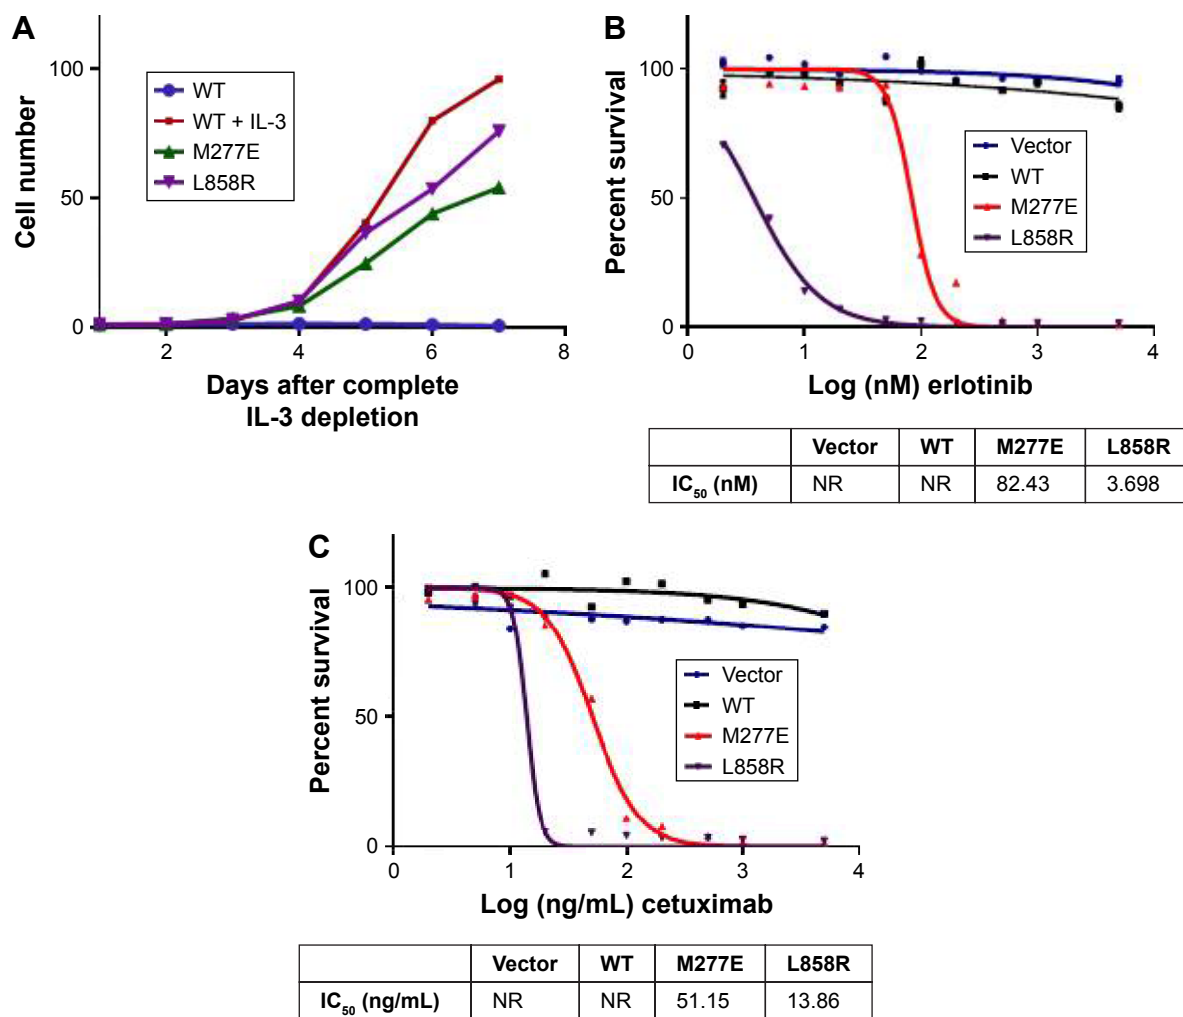 A
Cell number
100
50
0
WT
WT + IL-3
M277E
L858R
2 4 6 8
Days after complete
IL-3 depletion
B
Percent survival
100
50
0
Vector
WT
M277E
L858R
0 1 2 3 4
Log (nM) erlotinib
Vector WT M277E L858R
IC50 (nM) NR NR 82.43 3.698
C
Percent survival
100
50
0
Vector
WT
M277E
L858R
0 1 2 3 4
Log (ng/mL) cetuximab
Vector WT M277E L858R
IC50 (ng/mL) NR NR 51.15 13.86